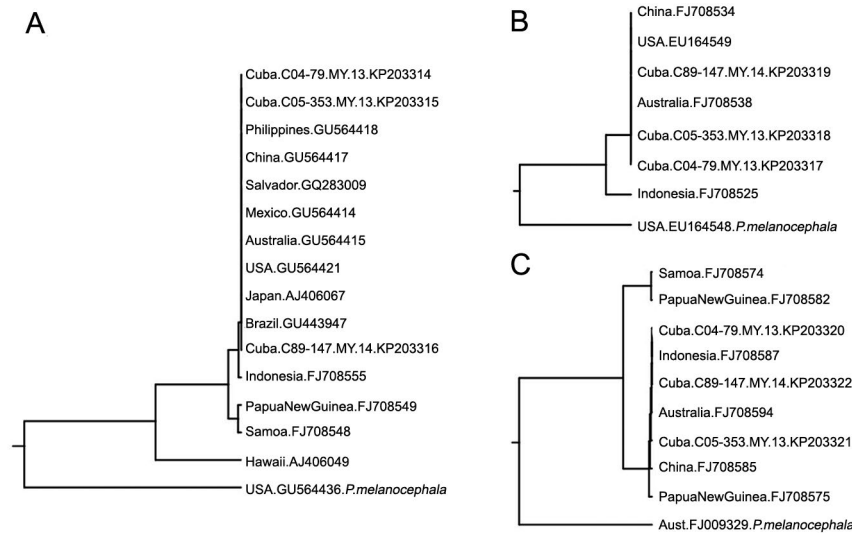 A
Cuba.C04-79.MY.13.KP203314
Cuba.C05-353.MY.13.KP203315
Philippines.GU564418
China.GU564417
Salvador.GQ283009
Mexico.GU564414
Australia.GU564415
USA.GU564421
Japan.AJ406067
Brazil.GU443947
Cuba.C89-147.MY.14.KP203316
Indonesia.FJ708555
PapuaNewGuinea.FJ708549
Samoa.FJ708548
Hawaii.AJ406049
USA.GU564436.P.melanocephala
B
China.FJ708534
USA.EU164549
Cuba.C89-147.MY.14.KP203319
Australia.FJ708538
Cuba.C05-353.MY.13.KP203318
Cuba.C04-79.MY.13.KP203317
Indonesia.FJ708525
USA.EU164548.P.melanocephala
C
Samoa.FJ708574
PapuaNewGuinea.FJ708582
Cuba.C04-79.MY.13.KP203320
Indonesia.FJ708587
Cuba.C89-147.MY.14.KP203322
Australia.FJ708594
Cuba.C05-353.MY.13.KP203321
China.FJ708585
PapuaNewGuinea.FJ708575
Aust.FJ009329.P.melanocephala